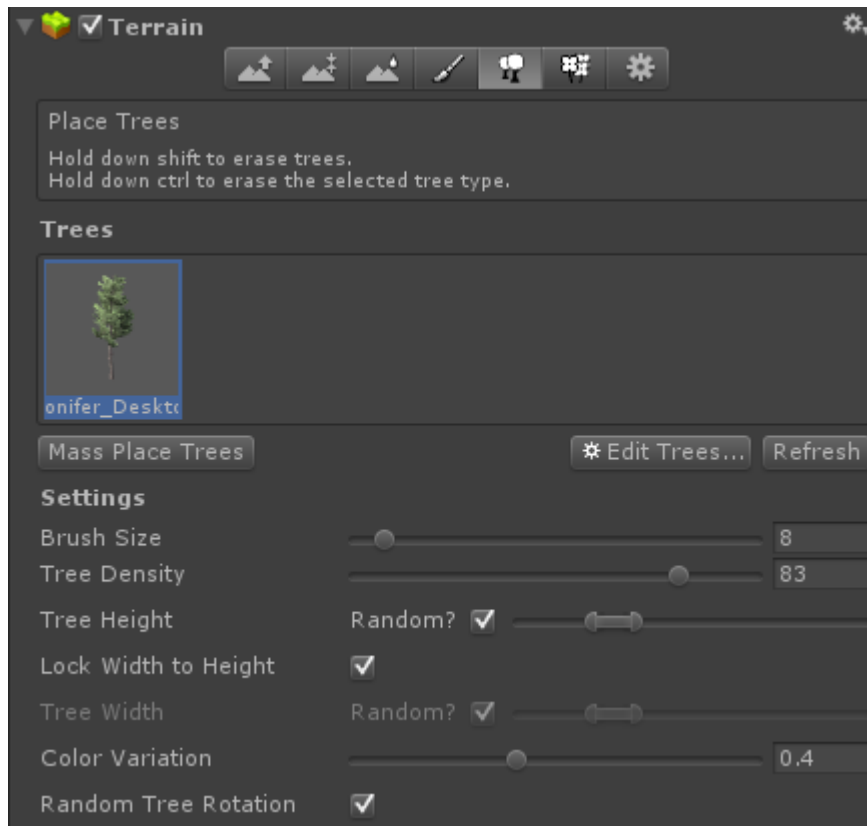 Terrain
Place Trees
Hold down shift to erase trees.
Hold down ctrl to erase the selected tree type.
Trees
onifer_Deskto
Mass Place Trees Edit Trees... Refresh
Settings
Brush Size 8
Tree Density 83
Tree Height Random?
Lock Width to Height
Tree Width Random?
Color Variation 0.4
Random Tree Rotation